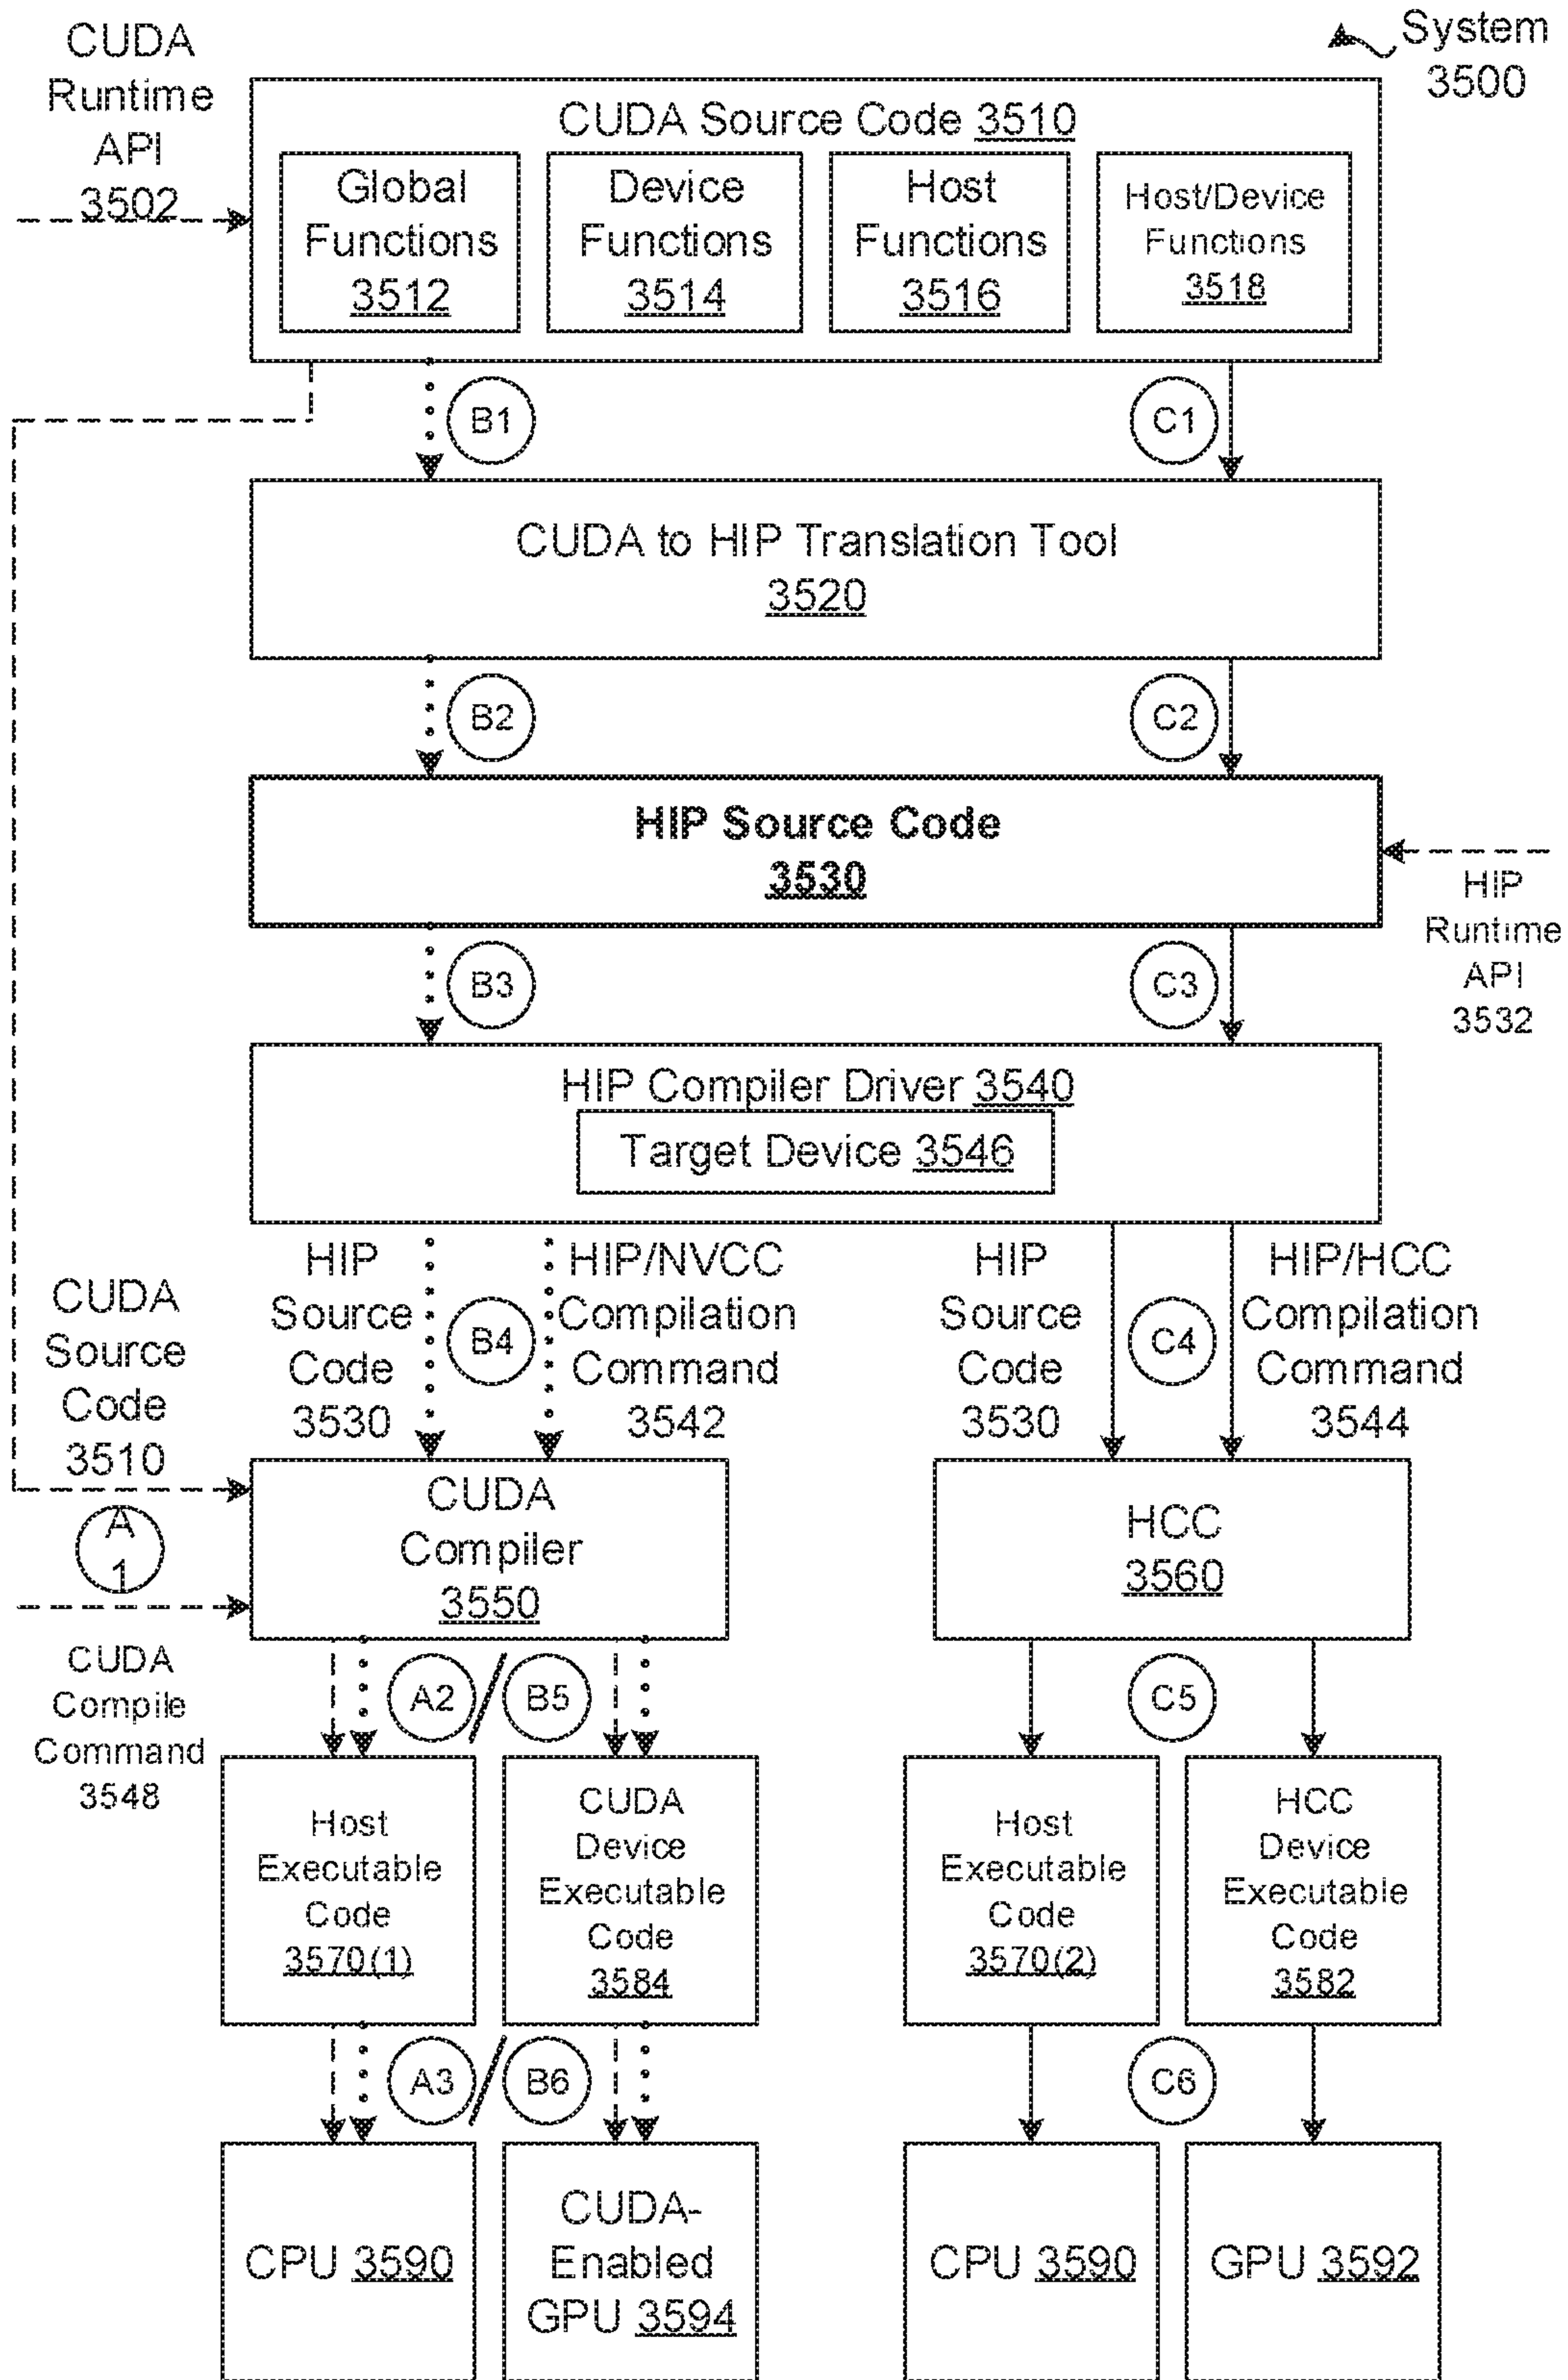 CUDA
Runtime
API
3502
System
3500
CUDA Source Code 3510
Global
Functions
3512
Device
Functions
3514
Host
Functions
3516
Host/Device
Functions
3518
B1
C1
CUDA to HIP Translation Tool
3520
B2
C2
HIP Source Code
3530
HIP
Runtime
API
3532
B3
C3
HIP Compiler Driver 3540
Target Device 3546
CUDA
Source
Code
3510
HIP
Source
Code
3530
B4
HIP/NVCC
Compilation
Command
3542
HIP
Source
Code
3530
C4
HIP/HCC
Compilation
Command
3544
A
1
CUDA
Compiler
3550
HCC
3560
CUDA
Compile
Command
3548
A2
/
B5
C5
Host
Executable
Code
3570(1)
CUDA
Device
Executable
Code
3584
Host
Executable
Code
3570(2)
HCC
Device
Executable
Code
3582
A3
/
B6
C6
CPU 3590
CUDA-
Enabled
GPU 3594
CPU 3590
GPU 3592